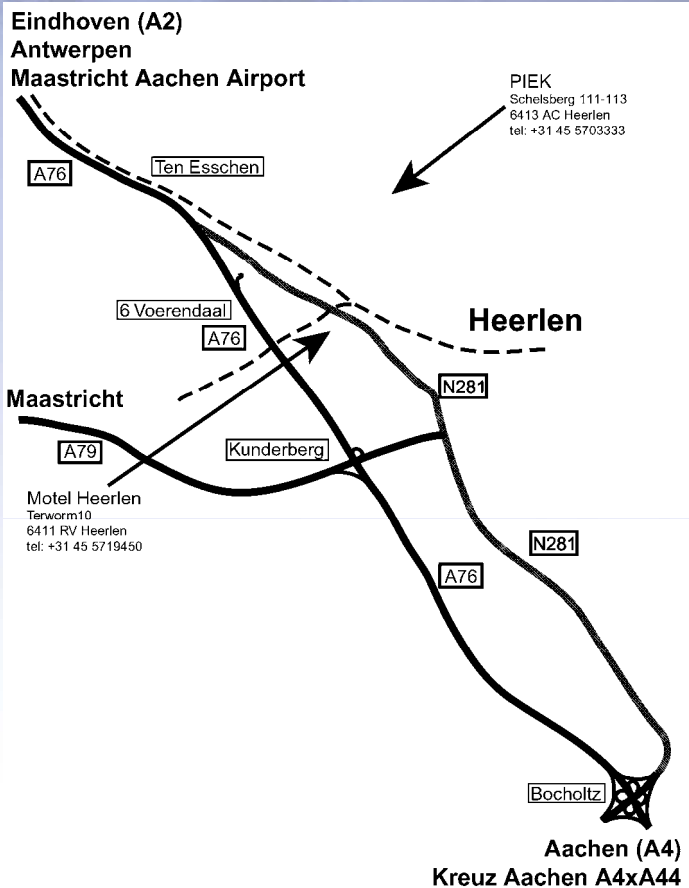 Eindhoven (A2)
Antwerpen
Maastricht Aachen Airport
PIEK
Schelsberg 111-113
6413 AC Heerlen
tel: +31 45 5703333
Ten Esschen
A76
6 Voerendaal
A76
Heerlen
N281
Maastricht
A79
Kunderberg
Motel Heerlen
Terworm10
6411 RV Heerlen
tel: +31 45 5719450
N281
A76
Bocholtz
Aachen (A4)
Kreuz Aachen A4xA44